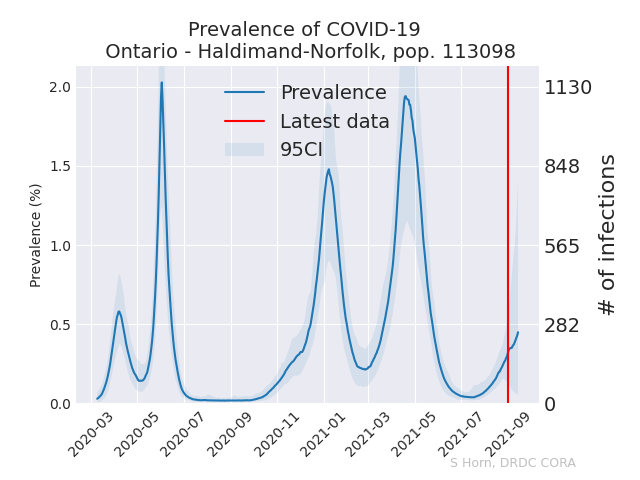 Prevalence of COVID-19
Ontario - Haldimand-Norfolk, pop. 113098
Prevalence
Latest data
95CI
Prevalence (%)
2.0
1.5
1.0
0.5
0.0
1130
848
565
282
0
# of infections
2020-03
2020-05
2020-07
2020-09
2020-11
2021-01
2021-03
2021-05
2021-07
2021-09
S Horn, DRDC CORA